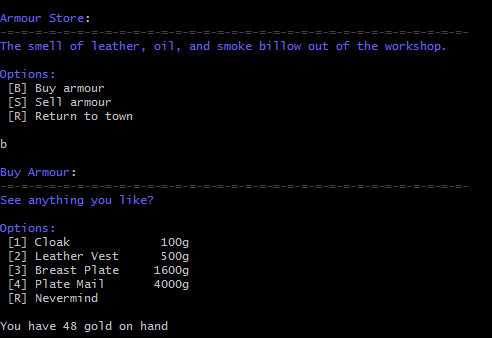 Armour Store:
-=-=-=-=-=-=-=-=-=-=-=-=-=-=-=-=-=-=-=-=-=-=-=-=-=-=-=-=-=-=-=-=-=-
The smell of leather, oil, and smoke billow out of the workshop.
Options:
[B] Buy armour
[S] Sell armour
[R] Return to town
b
Buy Armour:
-=-=-=-=-=-=-=-=-=-=-=-=-=-=-=-=-=-=-=-=-=-=-=-=-=-=-=-=-=-=-=-=-=-
See anything you like?
Options:
[1] Cloak 100g
[2] Leather Vest 500g
[3] Breast Plate 1600g
[4] Plate Mail 4000g
[R] Nevermind
You have 48 gold on hand